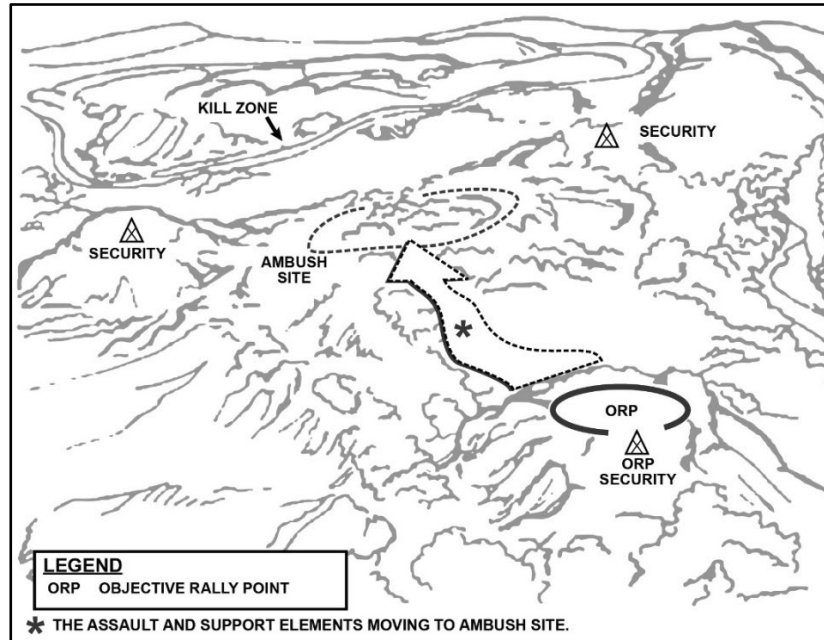 KILL ZONE
SECURITY
SECURITY
AMBUSH
SITE
*
ORP
ORP
SECURITY
LEGEND
ORP OBJECTIVE RALLY POINT
* THE ASSAULT AND SUPPORT ELEMENTS MOVING TO AMBUSH SITE.